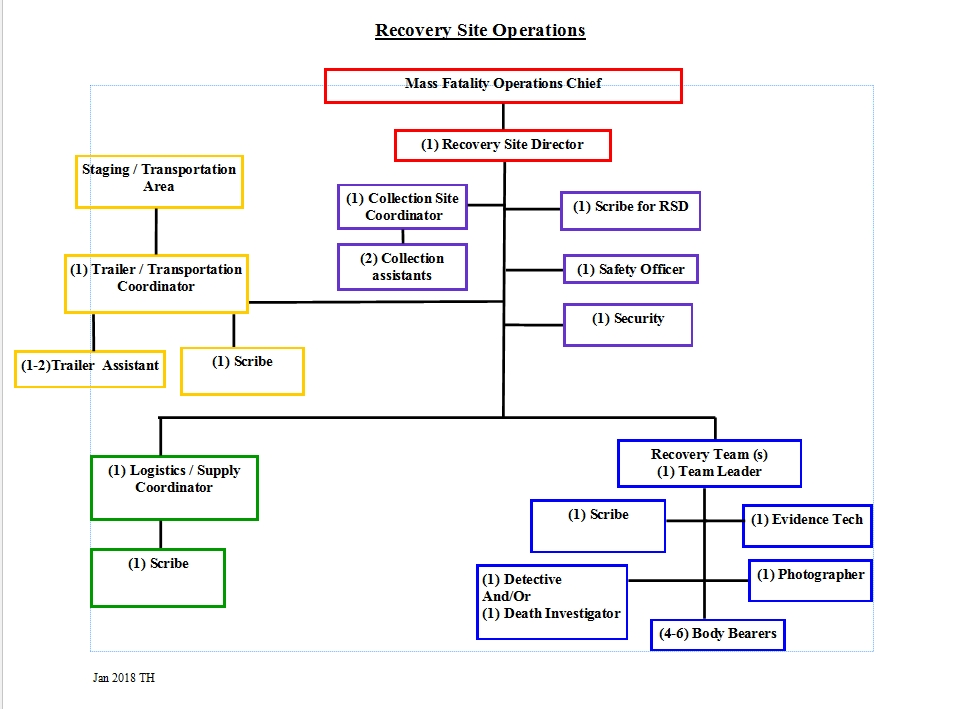 Recovery Site Operations
Mass Fatality Operations Chief
(1) Recovery Site Director
Staging / Transportation
Area
(1) Collection Site
Coordinator
(1) Scribe for RSD
(2) Collection
assistants
(1) Safety Officer
(1) Trailer / Transportation
Coordinator
(1) Security
(1-2)Trailer Assistant
(1) Scribe
(1) Logistics / Supply
Coordinator
(1) Scribe
Recovery Team (s)
(1) Team Leader
(1) Scribe
(1) Evidence Tech
(1) Detective
And/Or
(1) Death Investigator
(1) Photographer
(4-6) Body Bearers
Jan 2018 TH